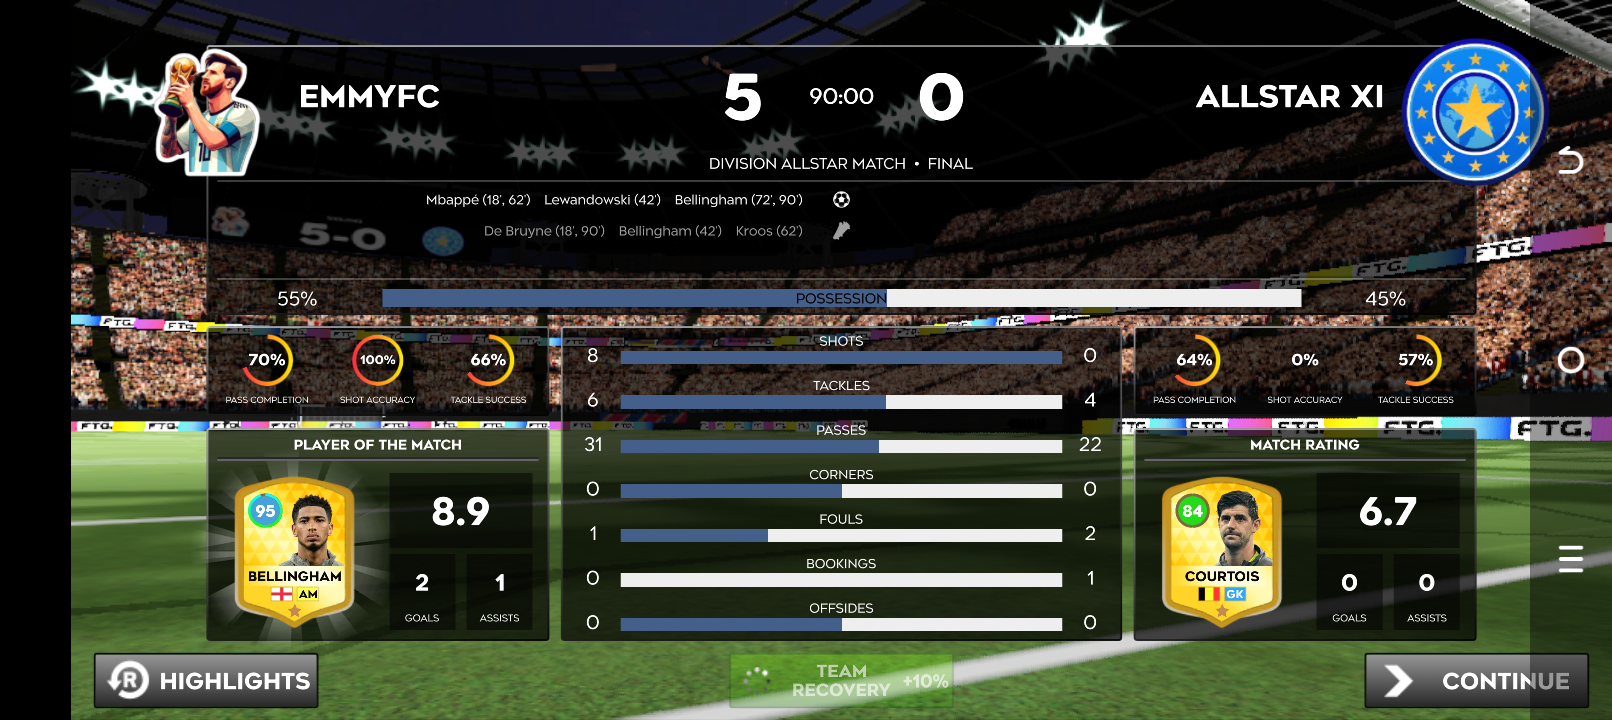 EMMYFC
5 90:00 0
ALLSTAR XI
DIVISION ALLSTAR MATCH • FINAL
Mbappé (18', 62') Lewandowski (42') Bellingham (72', 90')
De Bruyne (18', 90') Bellingham (42') Kroos (62')
5-0
55% POSSESSION 45%
FTG.
70% 100% 66%
PASS COMPLETION SHOT ACCURACY TACKLE SUCCESS
SHOTS
8 0
TACKLES
6 4
PASSES
31 22
CORNERS
0 0
FOULS
1 2
BOOKINGS
0 1
OFFSIDES
0 0
64% 0% 57%
PASS COMPLETION SHOT ACCURACY TACKLE SUCCESS
PLAYER OF THE MATCH
95
BELLINGHAM
AM
8.9
2 1
GOALS ASSISTS
MATCH RATING
84
COURTOIS
GK
6.7
0 0
GOALS ASSISTS
R HIGHLIGHTS
TEAM
RECOVERY +10%
CONTINUE